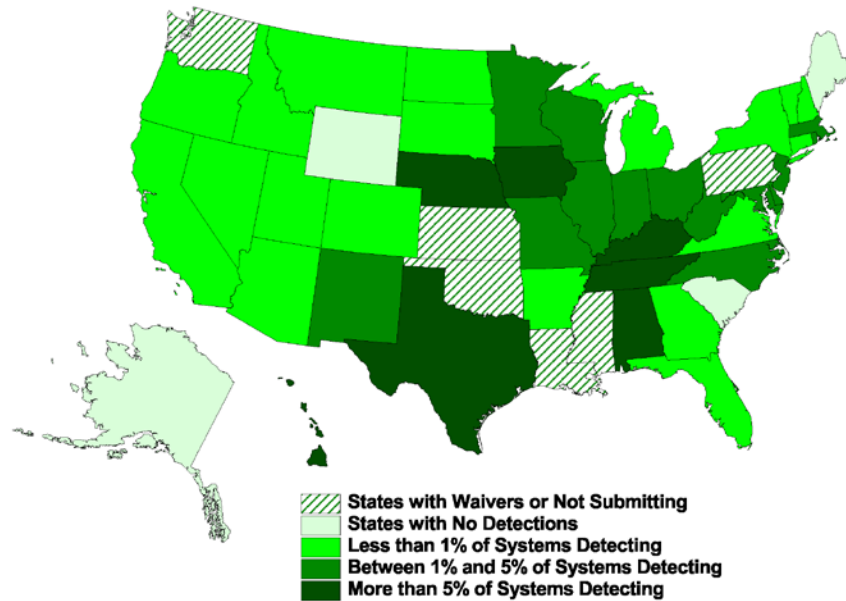 States with Waivers or Not Submitting
States with No Detections
Less than 1% of Systems Detecting
Between 1% and 5% of Systems Detecting
More than 5% of Systems Detecting